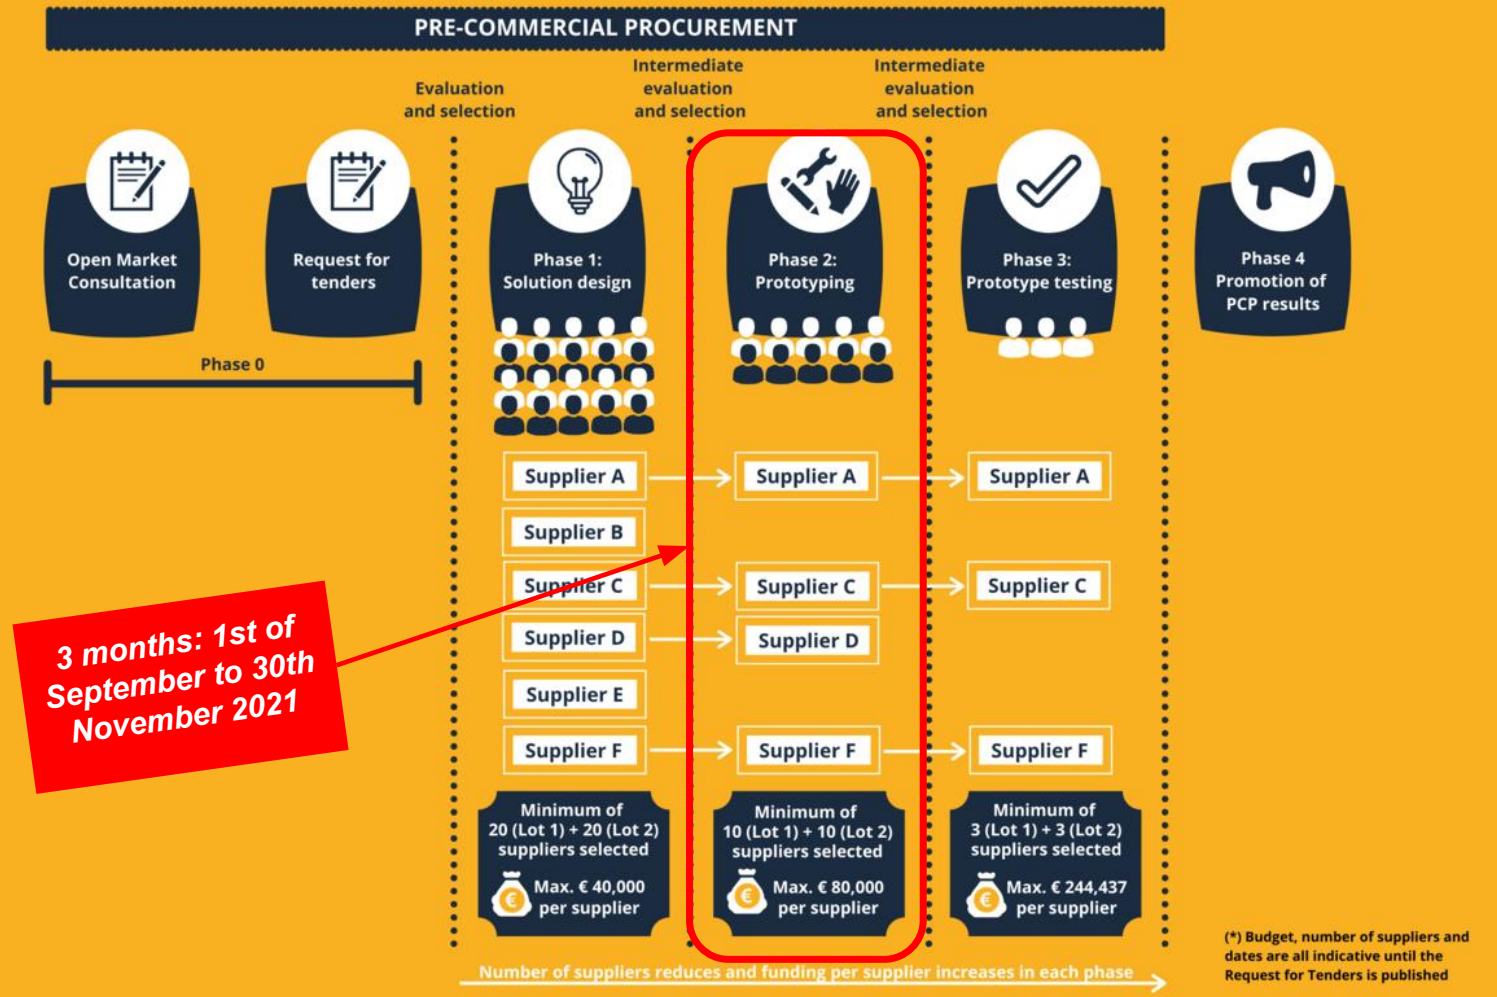 PRE-COMMERCIAL PROCUREMENT
Evaluation
and selection
Intermediate
evaluation
and selection
Intermediate
evaluation
and selection
Open Market
Consultation
Request for
tenders
Phase 0
Phase 1:
Solution design
Phase 2:
Prototyping
Phase 3:
Prototype testing
Phase 4
Promotion of
PCP results
Supplier A
Supplier A
Supplier A
Supplier B
Supplier C
Supplier C
Supplier C
Supplier D
Supplier D
Supplier E
Supplier F
Supplier F
Supplier F
3 months: 1st of
September to 30th
November 2021
Minimum of
20 (Lot 1) + 20 (Lot 2)
suppliers selected
€
Max. € 40,000
per supplier
Minimum of
10 (Lot 1) + 10 (Lot 2)
suppliers selected
€
Max. € 80,000
per supplier
Minimum of
3 (Lot 1) + 3 (Lot 2)
suppliers selected
€
Max. € 244,437
per supplier
Number of suppliers reduces and funding per supplier increases in each phase
(*) Budget, number of suppliers and
dates are all indicative until the
Request for Tenders is published